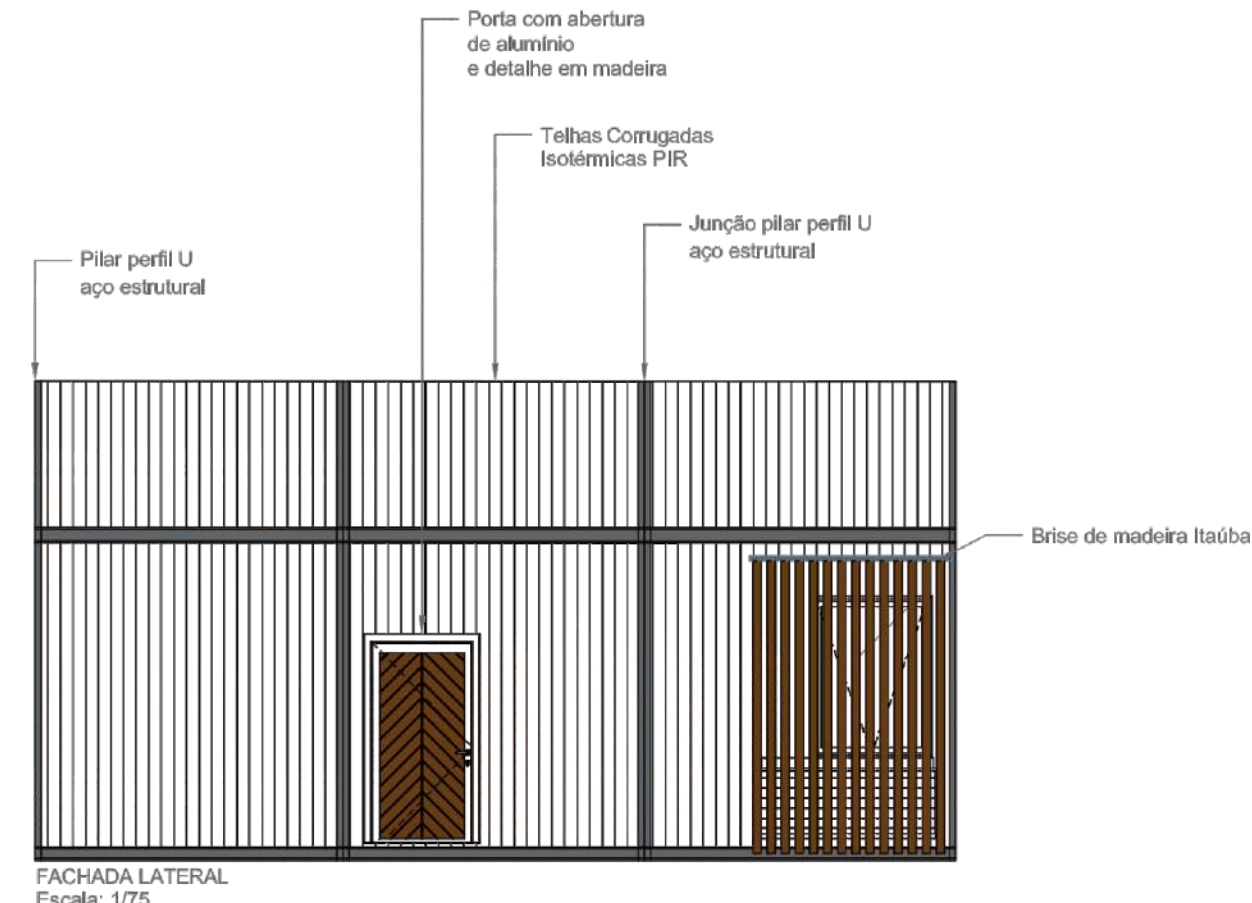 Porta com abertura
de alumínio
e detalhe em madeira
Telhas Corrugadas
Isotérmicas PIR
Junção pilar perfil U
aço estrutural
Pilar perfil U
aço estrutural
Brise de madeira Itaúba
FACHADA LATERAL
Escala: 1/75